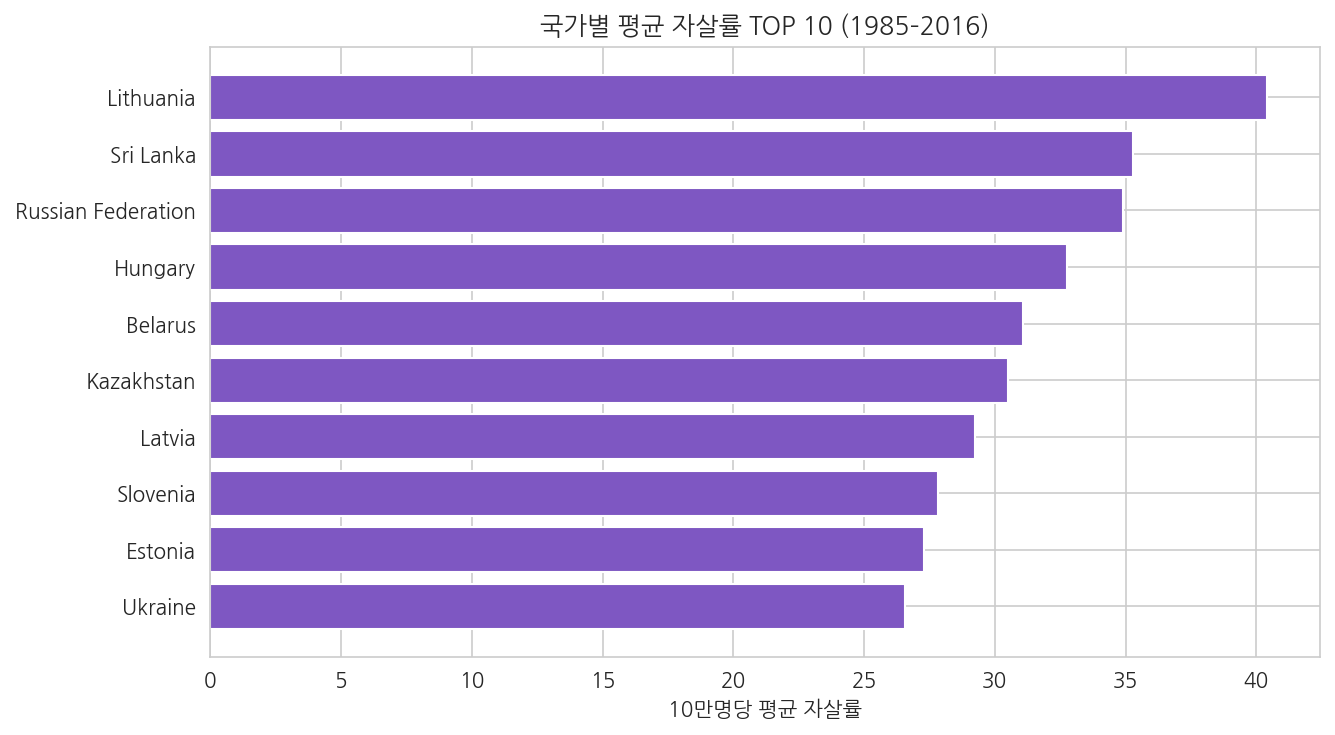 국가별 평균 자살률 TOP 10 (1985-2016)
Lithuania
Sri Lanka
Russian Federation
Hungary
Belarus
Kazakhstan
Latvia
Slovenia
Estonia
Ukraine
0 5 10 15 20 25 30 35 40
10만명당 평균 자살률